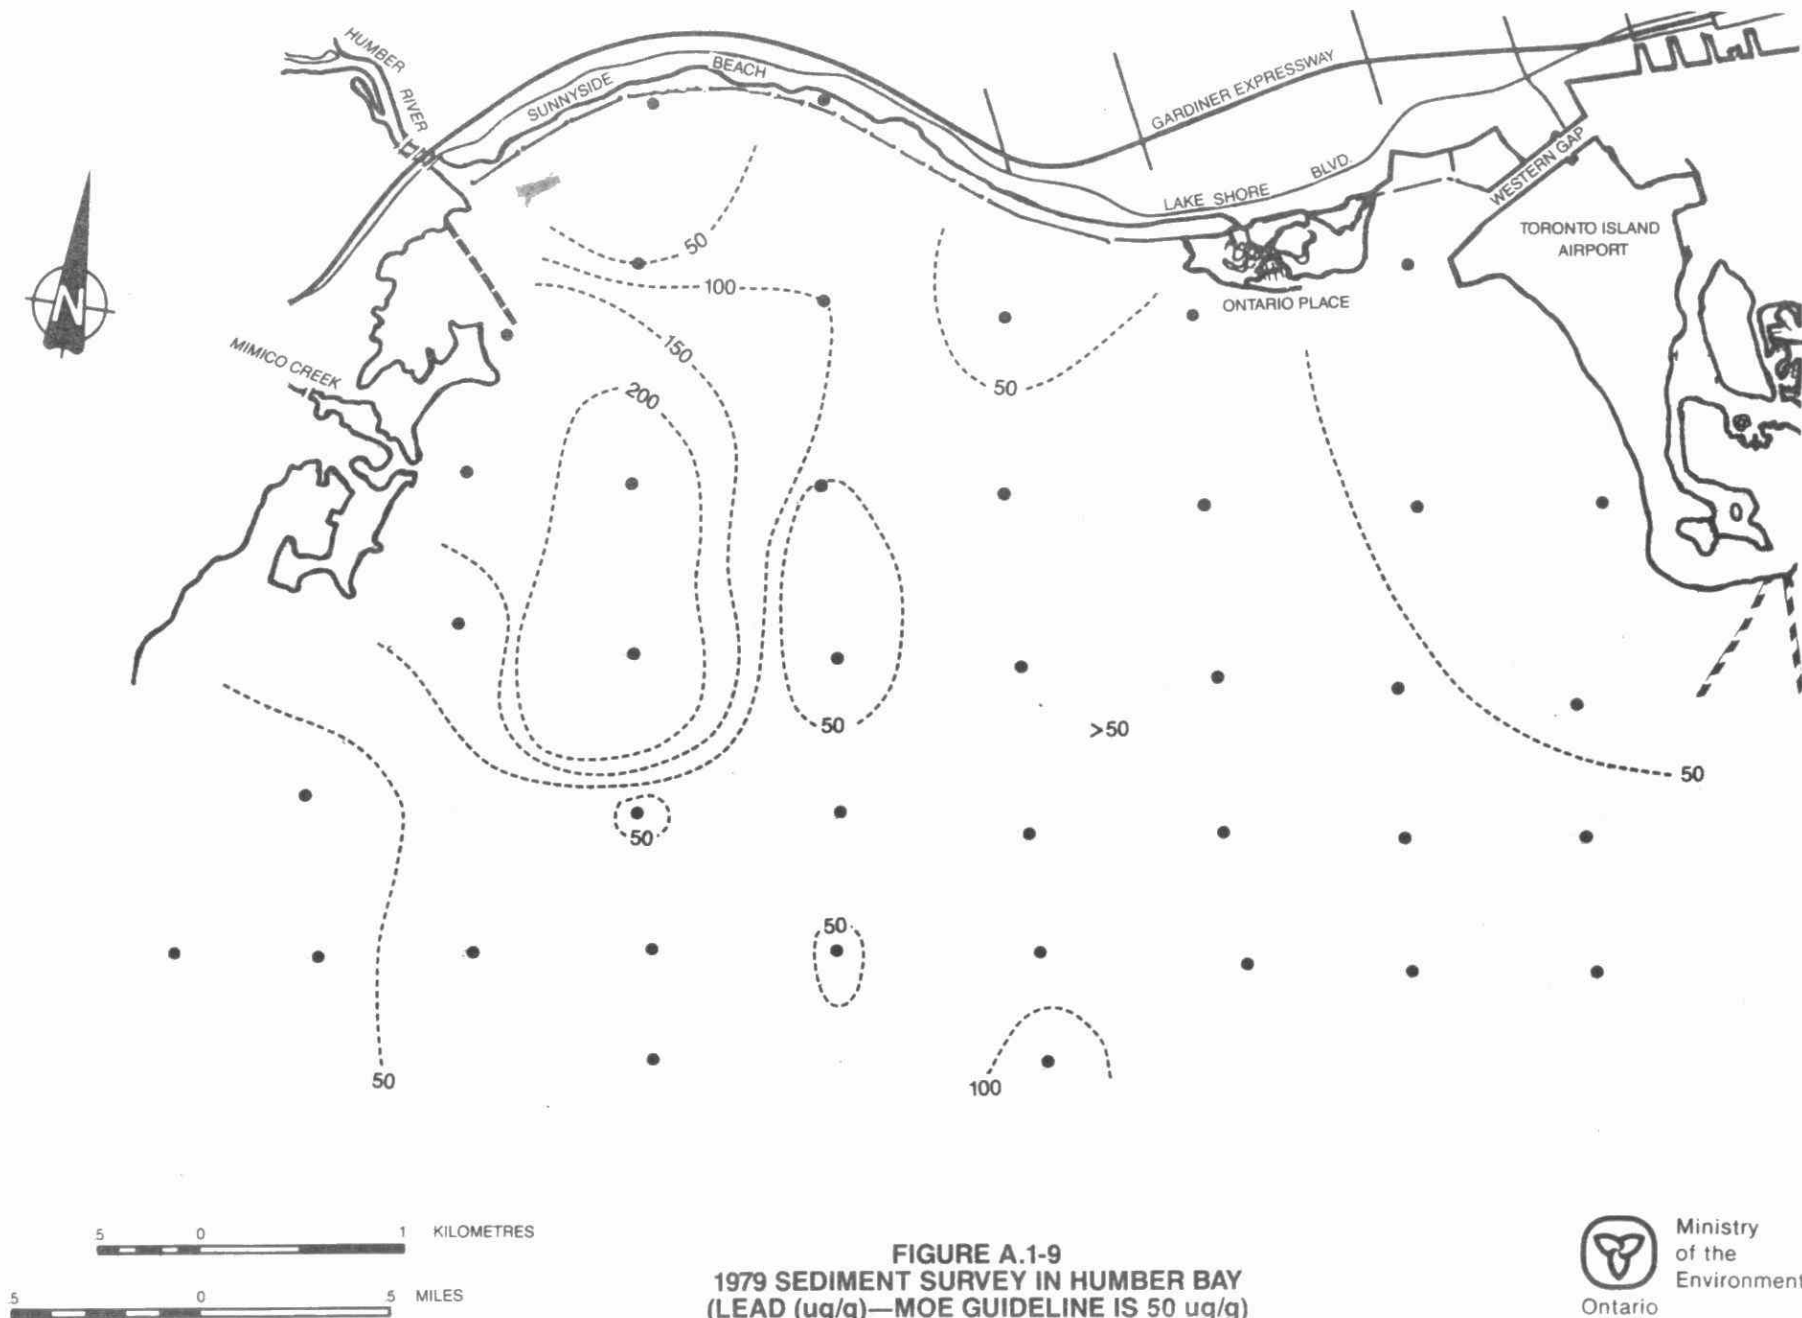 HUMBER
RIVER
SUNNYSIDE
BEACH
GARDINER EXPRESSWAY
LAKE SHORE
BLVD.
WESTERN GAP
TORONTO ISLAND
AIRPORT
ONTARIO PLACE
N
MIMICO CREEK
50
100
150
200
50
50
>50
50
50
50
50
100
.5 0 1 KILOMETRES
.5 0 .5 MILES
FIGURE A.1-9
1979 SEDIMENT SURVEY IN HUMBER BAY
(LEAD (ug/g)—MOE GUIDELINE IS 50 ug/g)
Ministry
of the
Environment
Ontario